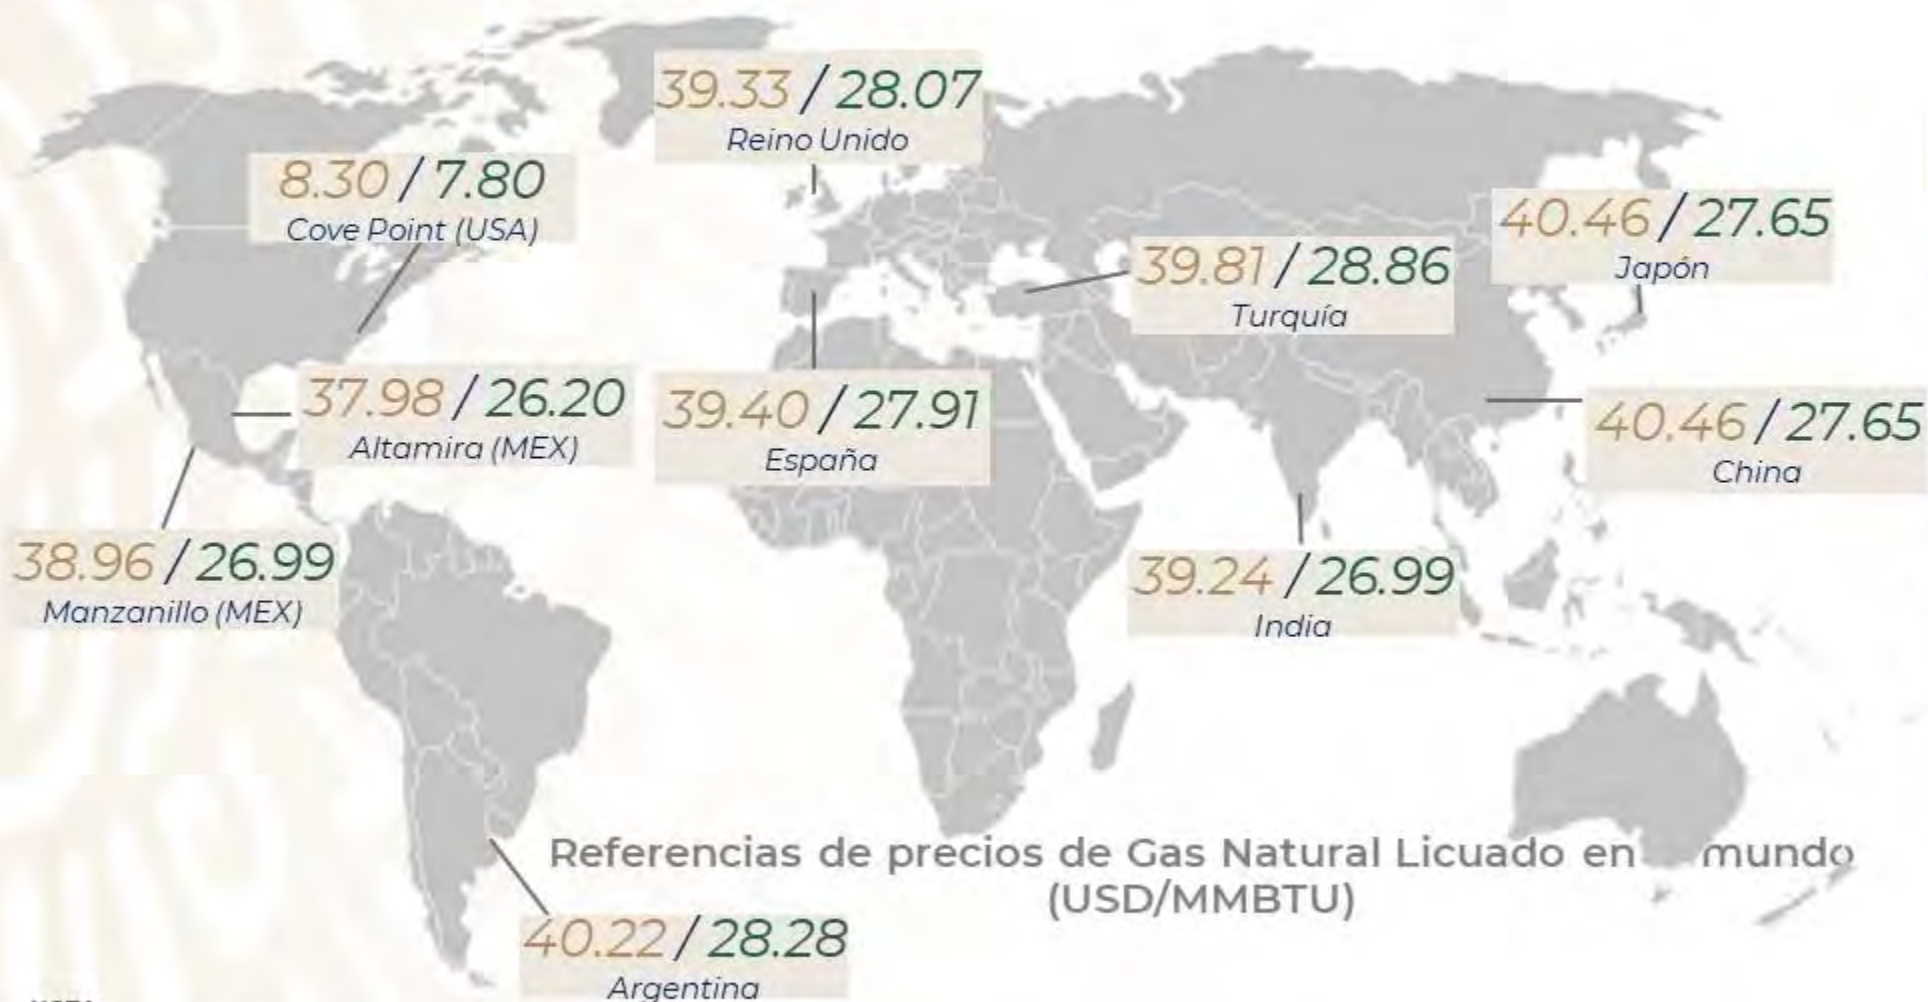 39.33 / 28.07
Reino Unido
8.30 / 7.80
Cove Point (USA)
40.46 / 27.65
Japón
39.81 / 28.86
Turquía
37.98 / 26.20
Altamira (MEX)
39.40 / 27.91
España
40.46 / 27.65
China
38.96 / 26.99
Manzanillo (MEX)
39.24 / 26.99
India
Referencias de precios de Gas Natural Licuado en mundo
(USD/MMBTU)
40.22 / 28.28
Argentina